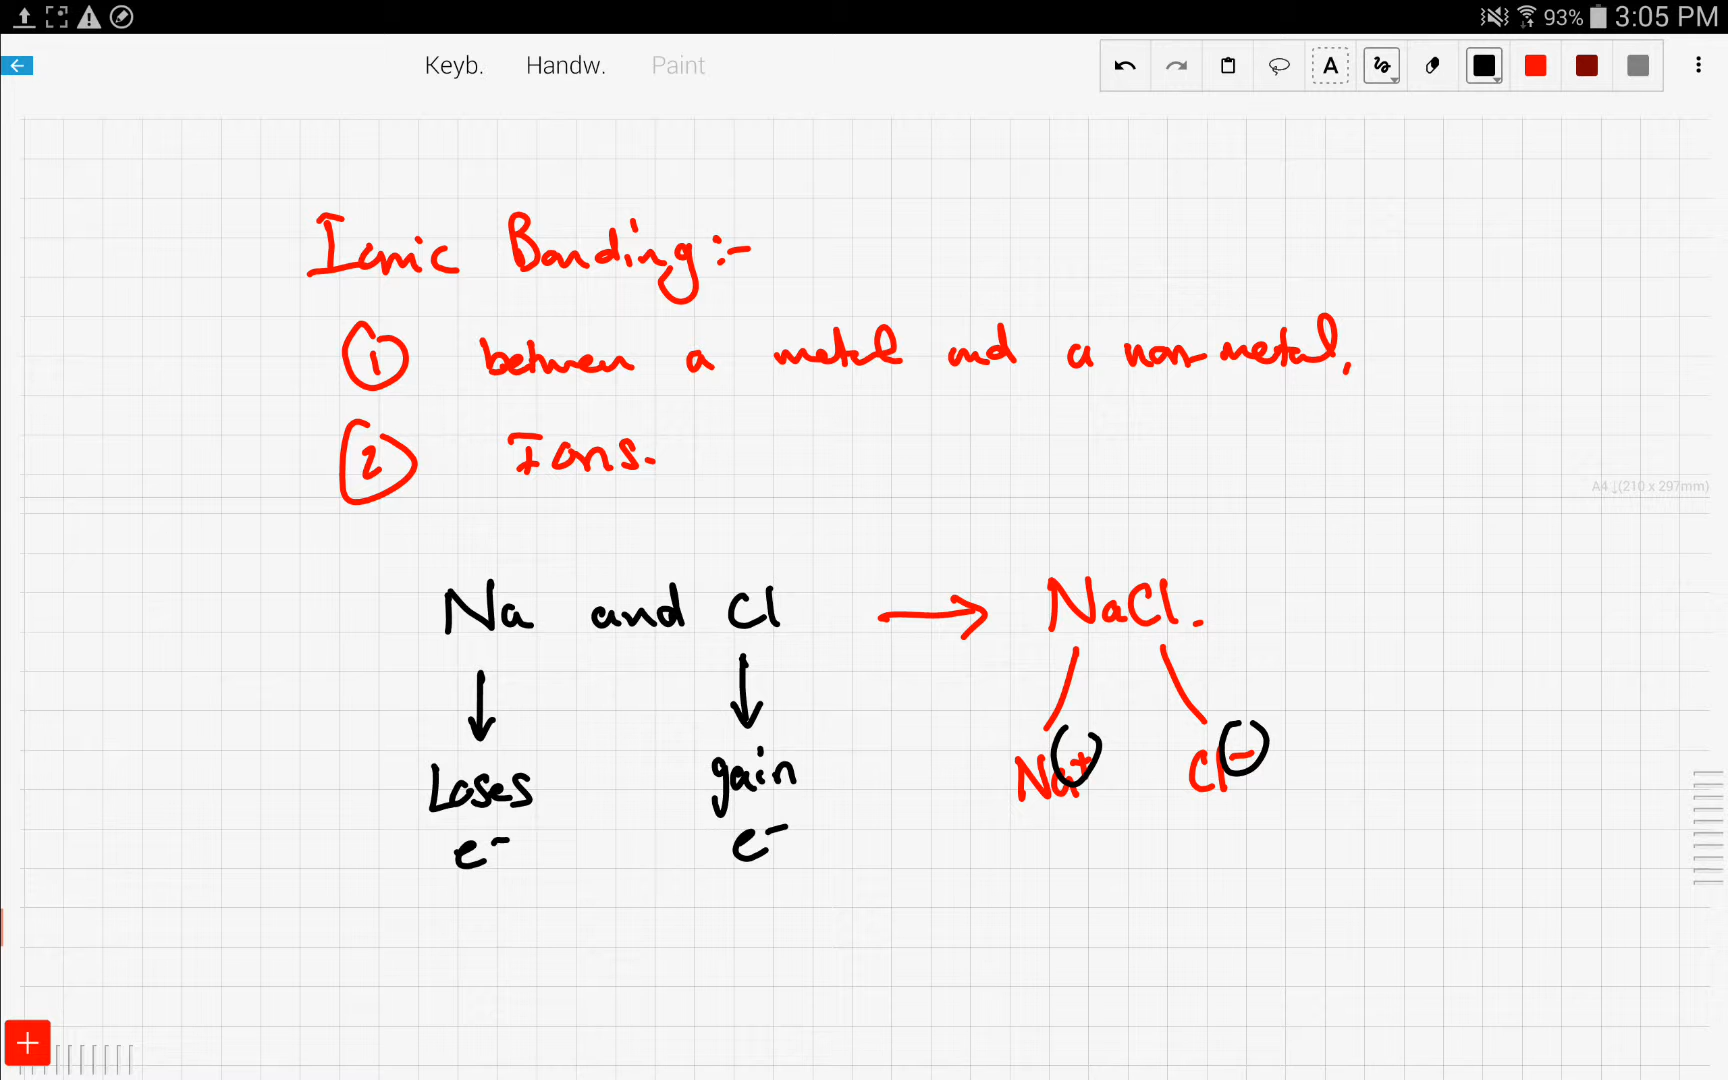 93% 3:05 PM
Keyb. Handw. Paint A
Ionic Bonding:-
① between a metal and a non-metal.
② Ions.
A4 ↓(210 x 297mm)
Na and Cl → NaCl.
Na⁺ Cl⁻
Loses gain
e⁻ e⁻